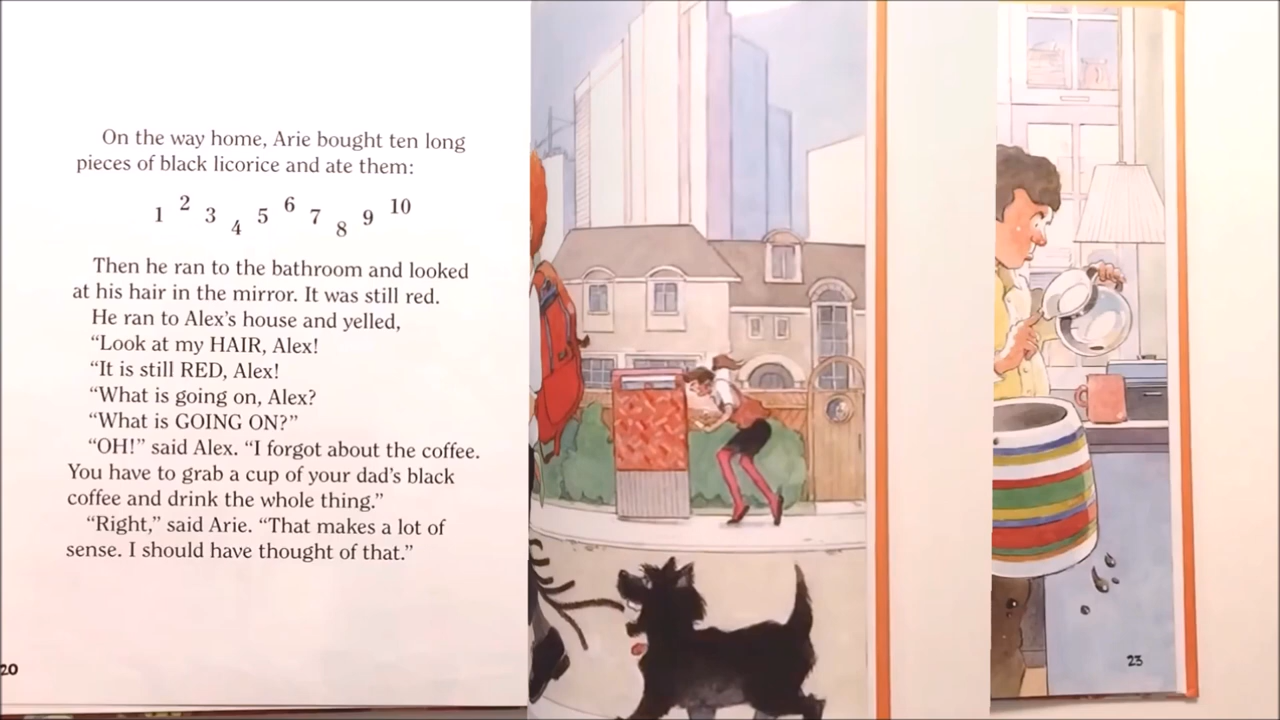 On the way home, Arie bought ten long
pieces of black licorice and ate them:
1 2 3 4 5 6 7 8 9 10
Then he ran to the bathroom and looked
at his hair in the mirror. It was still red.
He ran to Alex's house and yelled,
“Look at my HAIR, Alex!
“It is still RED, Alex!
“What is going on, Alex?
“What is GOING ON?”
“OH!” said Alex. “I forgot about the coffee.
You have to grab a cup of your dad's black
coffee and drink the whole thing.”
“Right,” said Arie. “That makes a lot of
sense. I should have thought of that.”
20
23